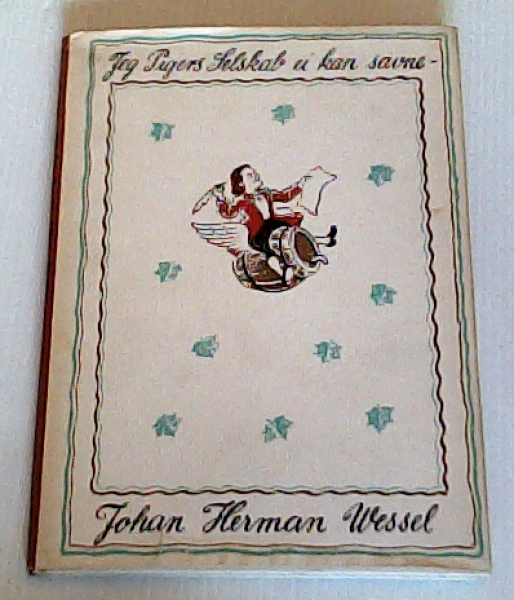 Jeg Pigers Selskab ei kan savne-
Johan Herman Wessel